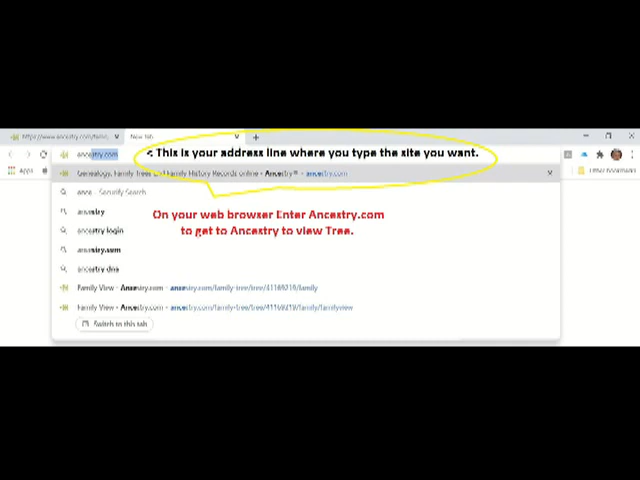 https://www.ancestry.com/family
New Tab
ancestry.com
< This is your address line where you type the site you want.
Apps
Other bookmarks
Genealogy, Family Trees and Family History Records online - Ancestry® - ancestry.com
ance - Security Search
ancestry
On your web browser Enter Ancestry.com
ancestry login
to get to Ancestry to view Tree.
ancestry.com
ancestry dna
Family View - Ancestry.com - ancestry.com/family-tree/tree/41169219/family
Family View - Ancestry.com - ancestry.com/family-tree/tree/41169219/family/familyview
Switch to this tab